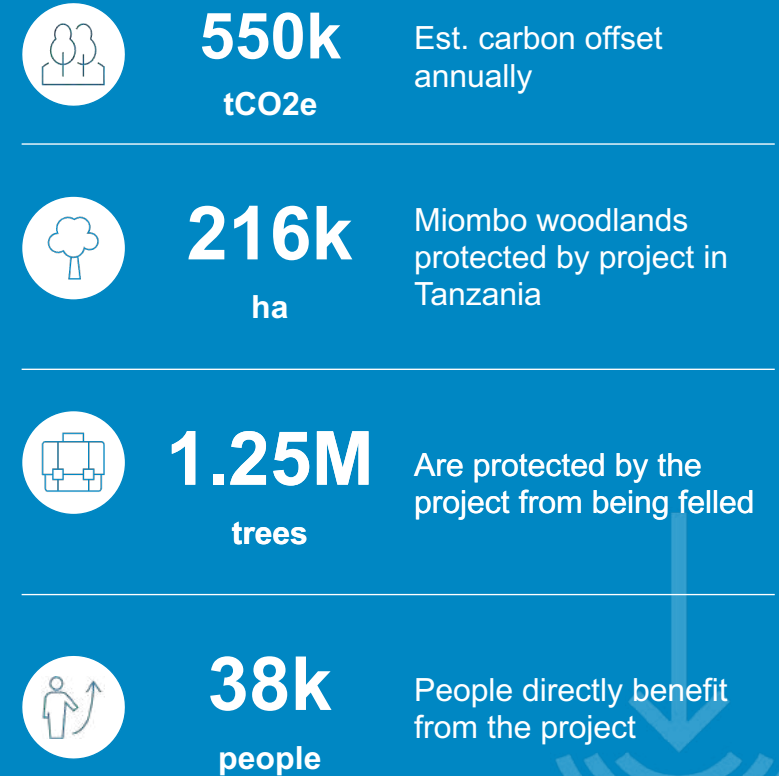 550k
tCO2e
Est. carbon offset
annually
216k
ha
Miombo woodlands
protected by project in
Tanzania
1.25M
trees
Are protected by the
project from being felled
38k
people
People directly benefit
from the project